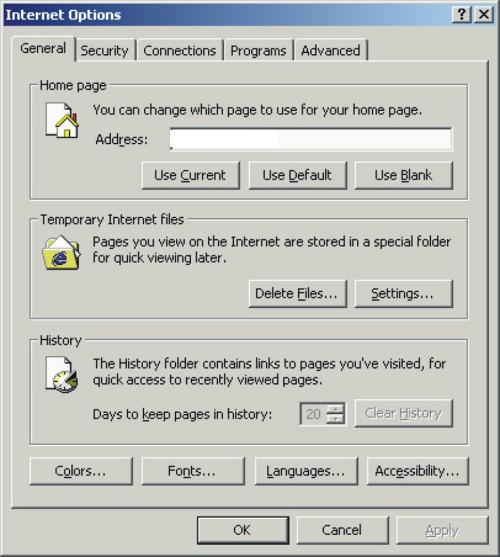 Internet Options
General Security Connections Programs Advanced
Home page
You can change which page to use for your home page.
Address:
Use Current Use Default Use Blank
Temporary Internet files
Pages you view on the Internet are stored in a special folder
for quick viewing later.
Delete Files... Settings...
History
The History folder contains links to pages you've visited, for
quick access to recently viewed pages.
Days to keep pages in history: 20 Clear History
Colors... Fonts... Languages... Accessibility...
OK Cancel Apply